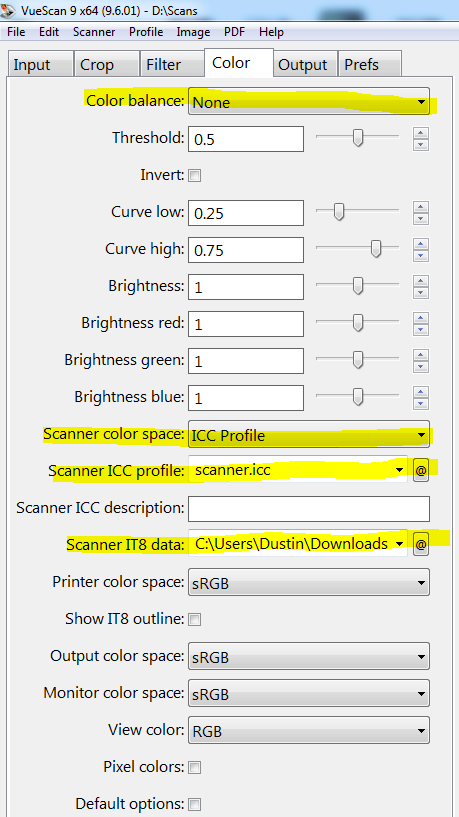 VueScan 9 x64 (9.6.01) - D:\Scans
File Edit Scanner Profile Image PDF Help
Input Crop Filter Color Output Prefs
Color balance: None
Threshold: 0.5
Invert:
Curve low: 0.25
Curve high: 0.75
Brightness: 1
Brightness red: 1
Brightness green: 1
Brightness blue: 1
Scanner color space: ICC Profile
Scanner ICC profile: scanner.icc @
Scanner ICC description:
Scanner IT8 data: C:\Users\Dustin\Downloads @
Printer color space: sRGB
Show IT8 outline:
Output color space: sRGB
Monitor color space: sRGB
View color: RGB
Pixel colors:
Default options: